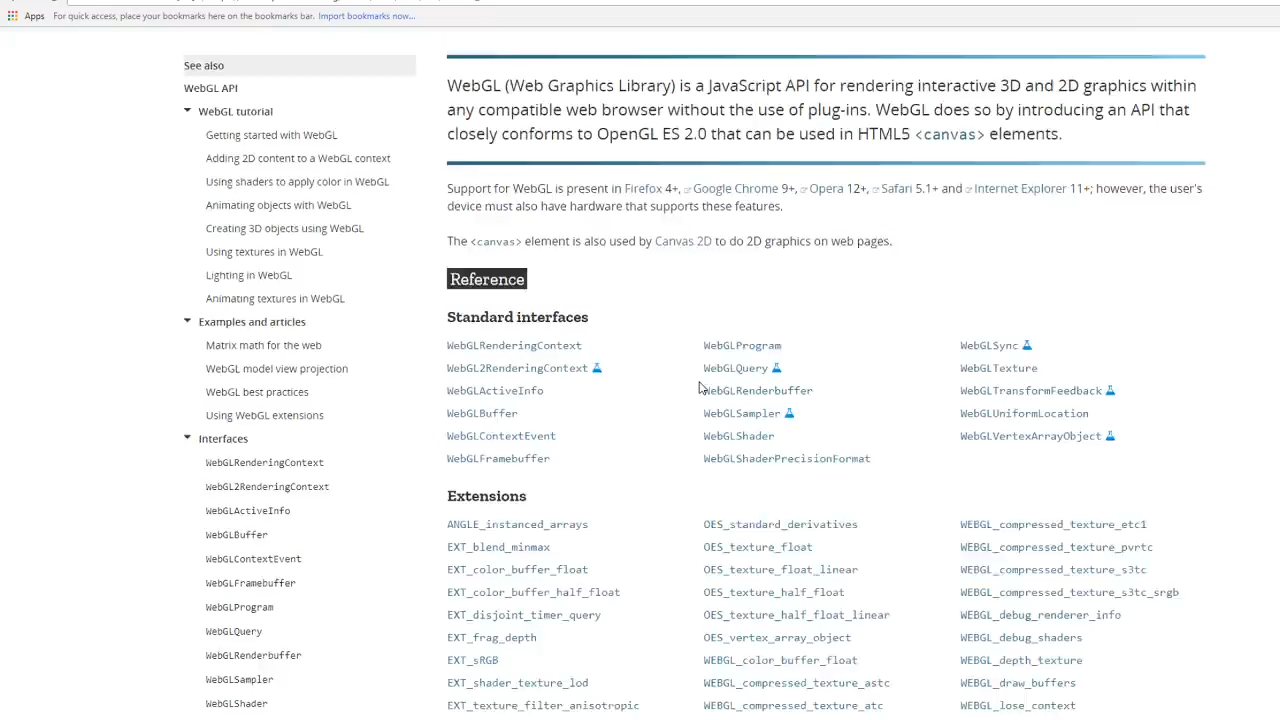 Apps For quick access, place your bookmarks here on the bookmarks bar. Import bookmarks now...
See also
WebGL API
WebGL tutorial
Getting started with WebGL
Adding 2D content to a WebGL context
Using shaders to apply color in WebGL
Animating objects with WebGL
Creating 3D objects using WebGL
Using textures in WebGL
Lighting in WebGL
Animating textures in WebGL
Examples and articles
Matrix math for the web
WebGL model view projection
WebGL best practices
Using WebGL extensions
Interfaces
WebGLRenderingContext
WebGL2RenderingContext
WebGLActiveInfo
WebGLBuffer
WebGLContextEvent
WebGLFramebuffer
WebGLProgram
WebGLQuery
WebGLRenderbuffer
WebGLSampler
WebGLShader
WebGL (Web Graphics Library) is a JavaScript API for rendering interactive 3D and 2D graphics within
any compatible web browser without the use of plug-ins. WebGL does so by introducing an API that
closely conforms to OpenGL ES 2.0 that can be used in HTML5 <canvas> elements.
Support for WebGL is present in Firefox 4+, Google Chrome 9+, Opera 12+, Safari 5.1+ and Internet Explorer 11+; however, the user's
device must also have hardware that supports these features.
The <canvas> element is also used by Canvas 2D to do 2D graphics on web pages.
Reference
Standard interfaces
WebGLRenderingContext
WebGL2RenderingContext
WebGLActiveInfo
WebGLBuffer
WebGLContextEvent
WebGLFramebuffer
WebGLProgram
WebGLQuery
WebGLRenderbuffer
WebGLSampler
WebGLShader
WebGLShaderPrecisionFormat
WebGLSync
WebGLTexture
WebGLTransformFeedback
WebGLUniformLocation
WebGLVertexArrayObject
Extensions
ANGLE_instanced_arrays
EXT_blend_minmax
EXT_color_buffer_float
EXT_color_buffer_half_float
EXT_disjoint_timer_query
EXT_frag_depth
EXT_sRGB
EXT_shader_texture_lod
EXT_texture_filter_anisotropic
OES_standard_derivatives
OES_texture_float
OES_texture_float_linear
OES_texture_half_float
OES_texture_half_float_linear
OES_vertex_array_object
WEBGL_color_buffer_float
WEBGL_compressed_texture_astc
WEBGL_compressed_texture_atc
WEBGL_compressed_texture_etc1
WEBGL_compressed_texture_pvrtc
WEBGL_compressed_texture_s3tc
WEBGL_compressed_texture_s3tc_srgb
WEBGL_debug_renderer_info
WEBGL_debug_shaders
WEBGL_depth_texture
WEBGL_draw_buffers
WEBGL_lose_context